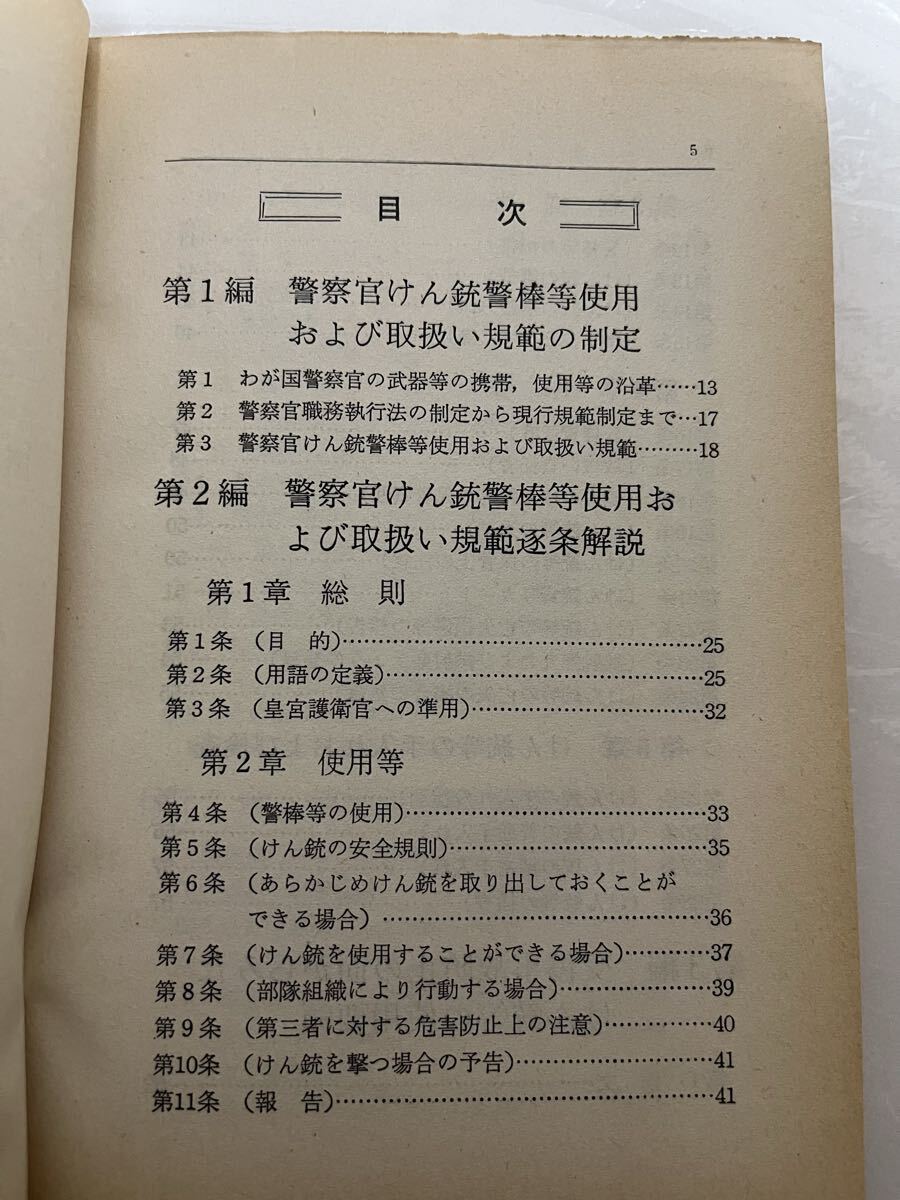 5
目　次
第1編　警察官けん銃警棒等使用
および取扱い規範の制定
第1　わが国警察官の武器等の携帯，使用等の沿革……13
第2　警察官職務執行法の制定から現行規範制定まで…17
第3　警察官けん銃警棒等使用および取扱い規範………18
第2編　警察官けん銃警棒等使用お
よび取扱い規範逐条解説
第1章　総　則
第1条　（目　的）………………………………………25
第2条　（用語の定義）…………………………………25
第3条　（皇宮護衛官への準用）………………………32
第2章　使用等
第4条　（警棒等の使用）………………………………33
第5条　（けん銃の安全規則）…………………………35
第6条　（あらかじめけん銃を取り出しておくことが
できる場合）……………………………………36
第7条　（けん銃を使用することができる場合）………37
第8条　（部隊組織により行動する場合）……………39
第9条　（第三者に対する危害防止上の注意）…………40
第10条　（けん銃を撃つ場合の予告）…………………41
第11条　（報　告）………………………………………41